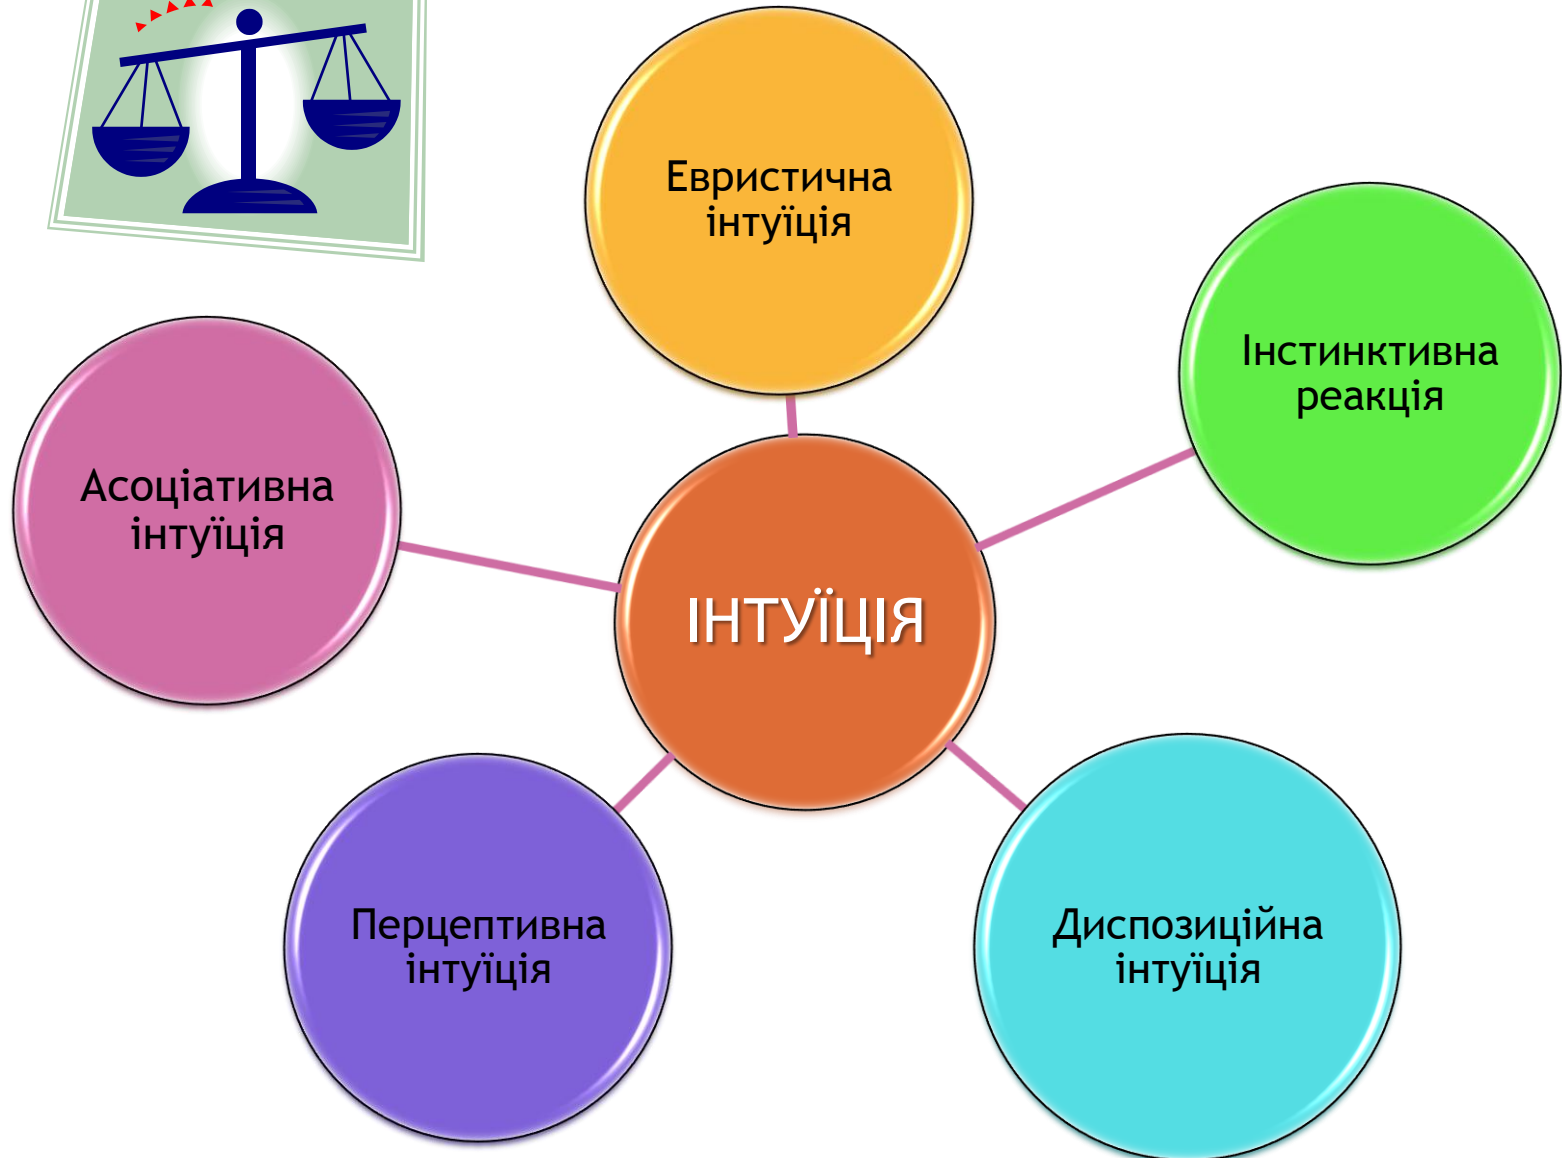 Евристична
інтуїція
Інстинктивна
реакція
Асоціативна
інтуїція
ІНТУЇЦІЯ
Перцептивна
інтуїція
Диспозиційна
інтуїція